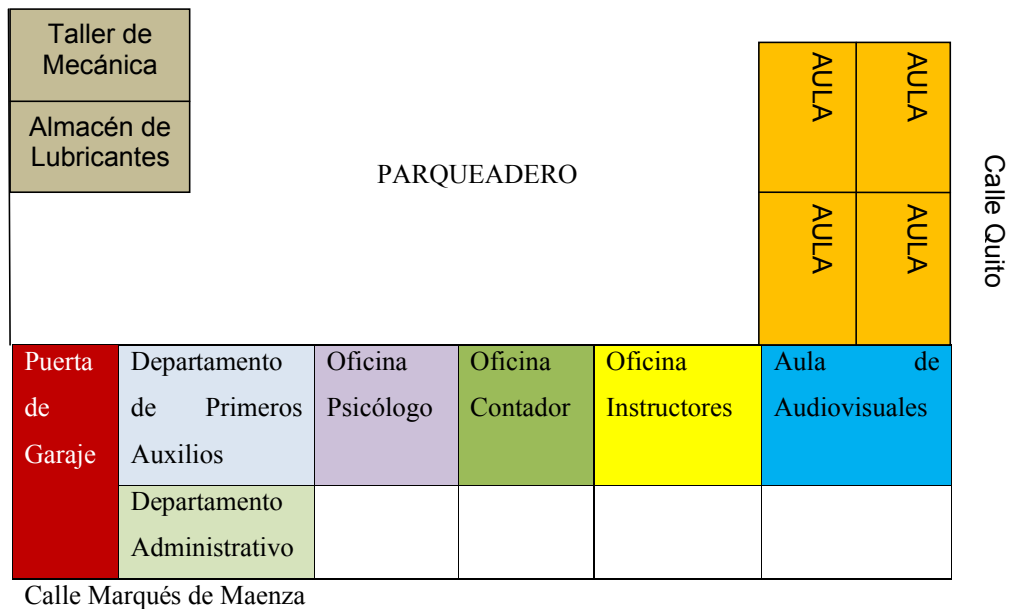 Taller de
Mecánica
Almacén de
Lubricantes
PARQUEADERO
AULA
AULA
AULA
AULA
Calle Quito
Puerta
de
Garaje
Departamento
de Primeros
Auxilios
Oficina
Psicólogo
Oficina
Contador
Oficina
Instructores
Aula de
Audiovisuales
Departamento
Administrativo
Calle Marqués de Maenza